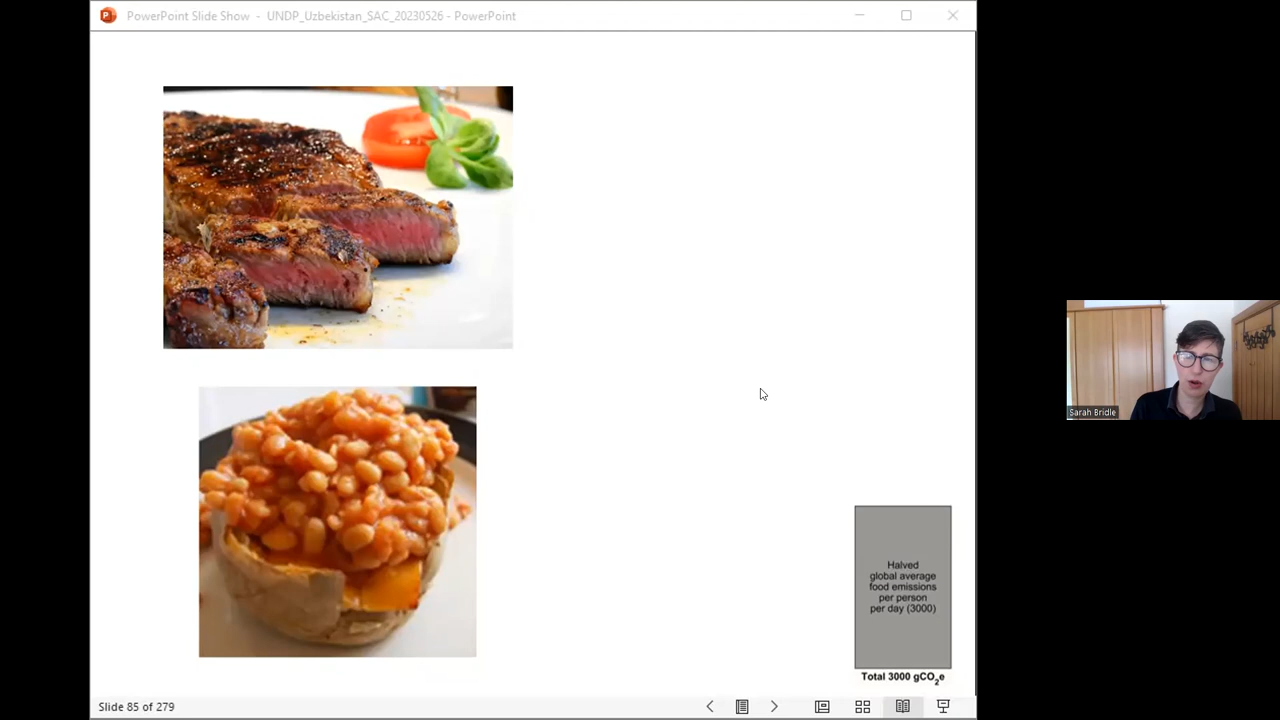 PowerPoint Slide Show - UNDP_Uzbekistan_SAC_20230526 - PowerPoint
Halved
global average
food emissions
per person
per day (3000)
Total 3000 gCO2e
Sarah Bridle
Slide 85 of 279